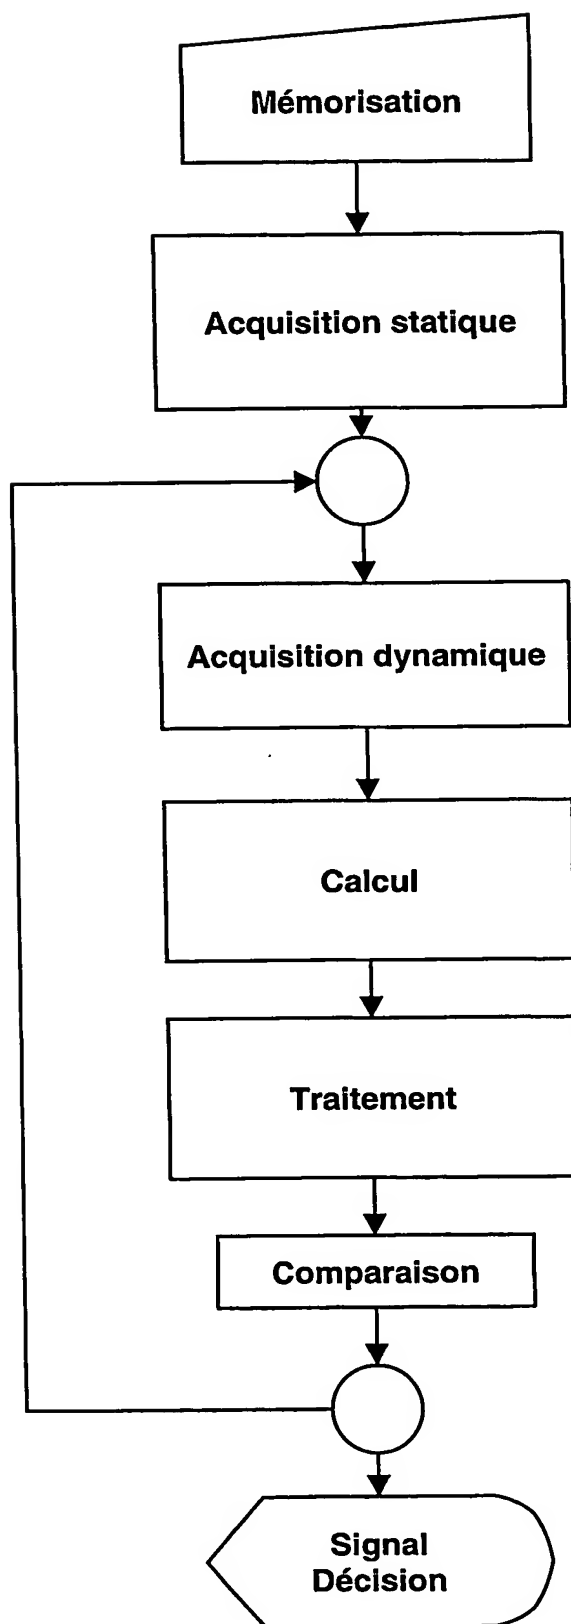 Mémorisation
Acquisition statique
Acquisition dynamique
Calcul
Traitement
Comparaison
Signal
Décision